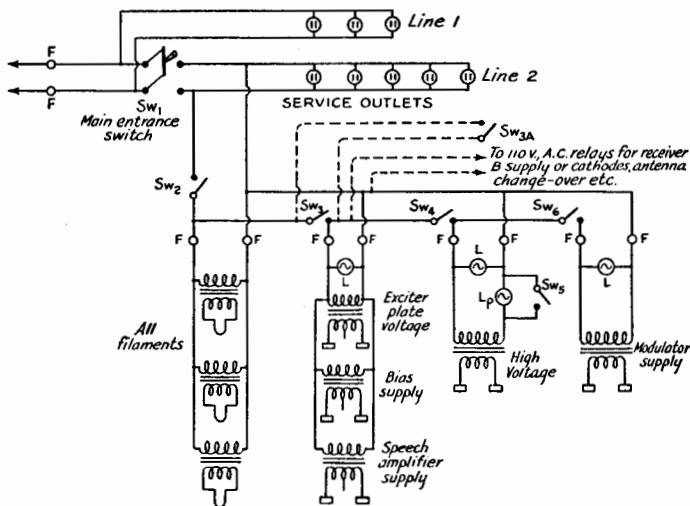 Line 1
F
Line 2
F
Sw1
Main entrance
switch
SERVICE OUTLETS
Sw3A
To 110 v., A.C. relays for receiver
B supply or cathodes, antenna
change-over etc.
Sw2
Sw3
Sw4
Sw6
F
F
F
F
F
F
F
F
L
L
Lp
Sw5
L
All
filaments
Exciter
plate
voltage
Bias
supply
High
Voltage
Modulator
supply
Speech
amplifier
supply